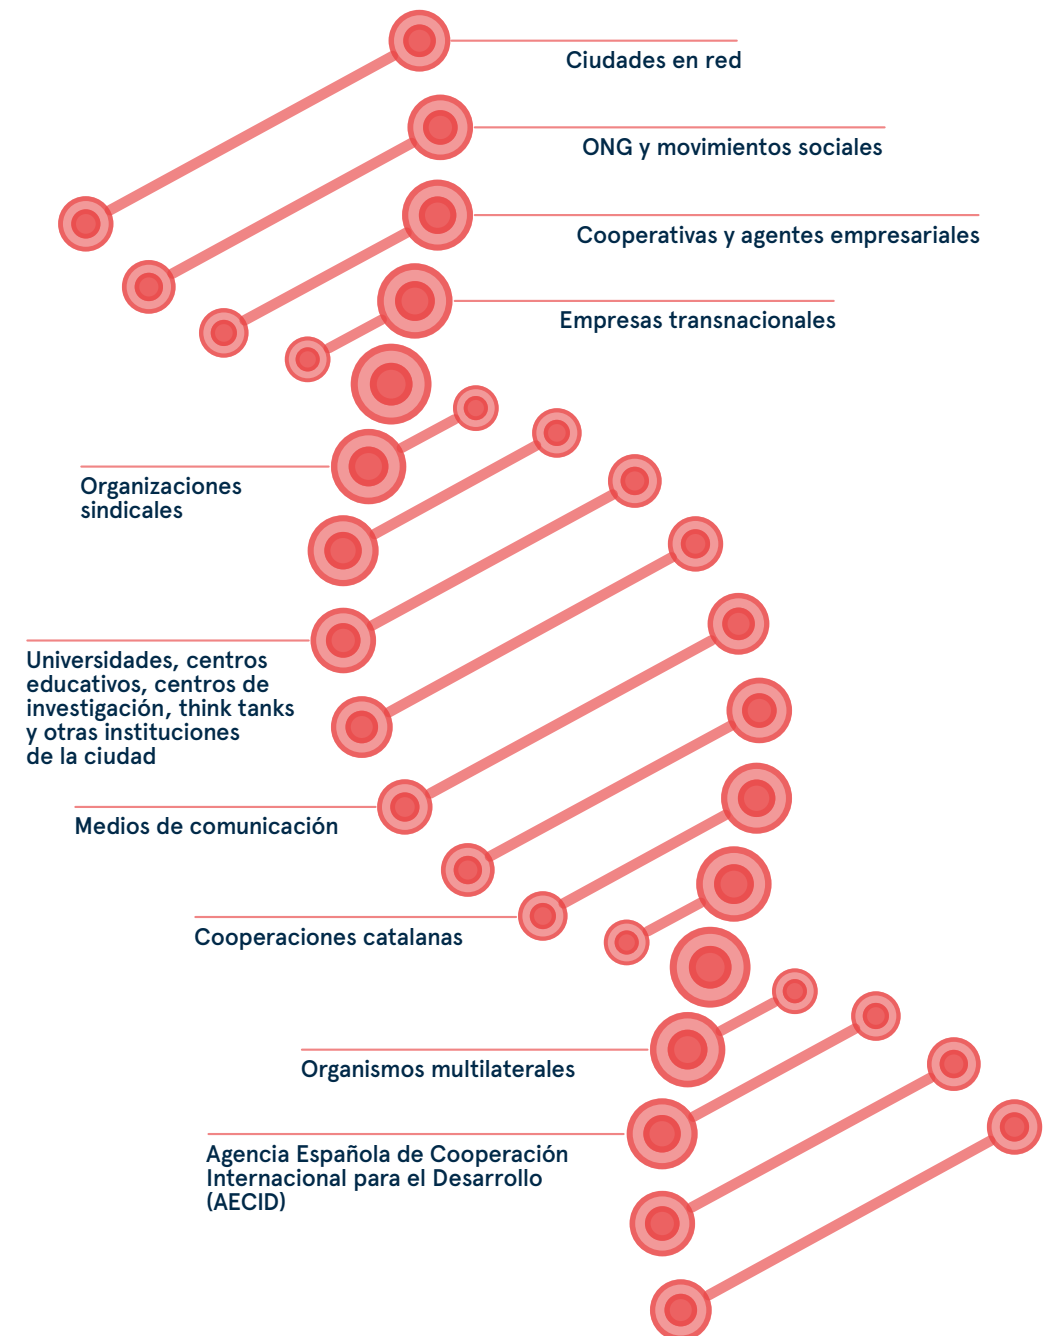 Ciudades en red
ONG y movimientos sociales
Cooperativas y agentes empresariales
Empresas transnacionales
Organizaciones
sindicales
Universidades, centros
educativos, centros de
investigación, think tanks
y otras instituciones
de la ciudad
Medios de comunicación
Cooperaciones catalanas
Organismos multilaterales
Agencia Española de Cooperación
Internacional para el Desarrollo
(AECID)